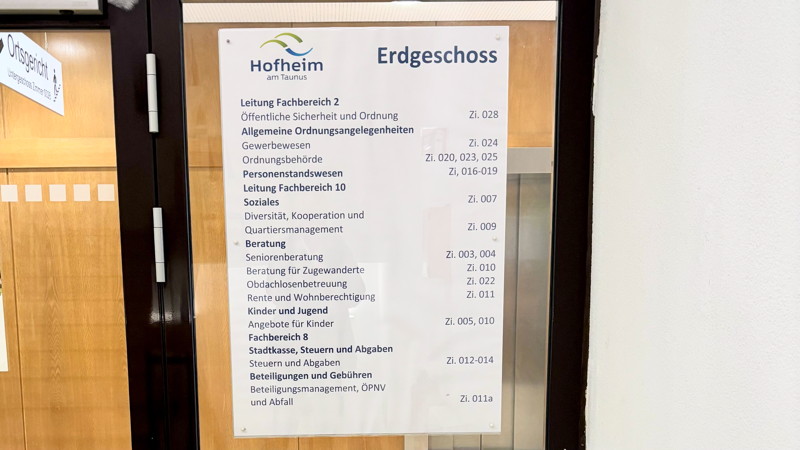 Ortsgericht
Hofheim
am Taunus
Erdgeschoss
Leitung Fachbereich 2
Öffentliche Sicherheit und Ordnung Zi. 028
Allgemeine Ordnungsangelegenheiten
Gewerbewesen Zi. 024
Ordnungsbehörde Zi. 020, 023, 025
Personenstandswesen Zi, 016-019
Leitung Fachbereich 10
Soziales Zi. 007
Diversität, Kooperation und
Quartiersmanagement Zi. 009
Beratung
Seniorenberatung Zi. 003, 004
Beratung für Zugewanderte Zi. 010
Obdachlosenbetreuung Zi. 022
Rente und Wohnberechtigung Zi. 011
Kinder und Jugend
Angebote für Kinder Zi. 005, 010
Fachbereich 8
Stadtkasse, Steuern und Abgaben
Steuern und Abgaben Zi. 012-014
Beteiligungen und Gebühren
Beteiligungsmanagement, ÖPNV
und Abfall Zi. 011a